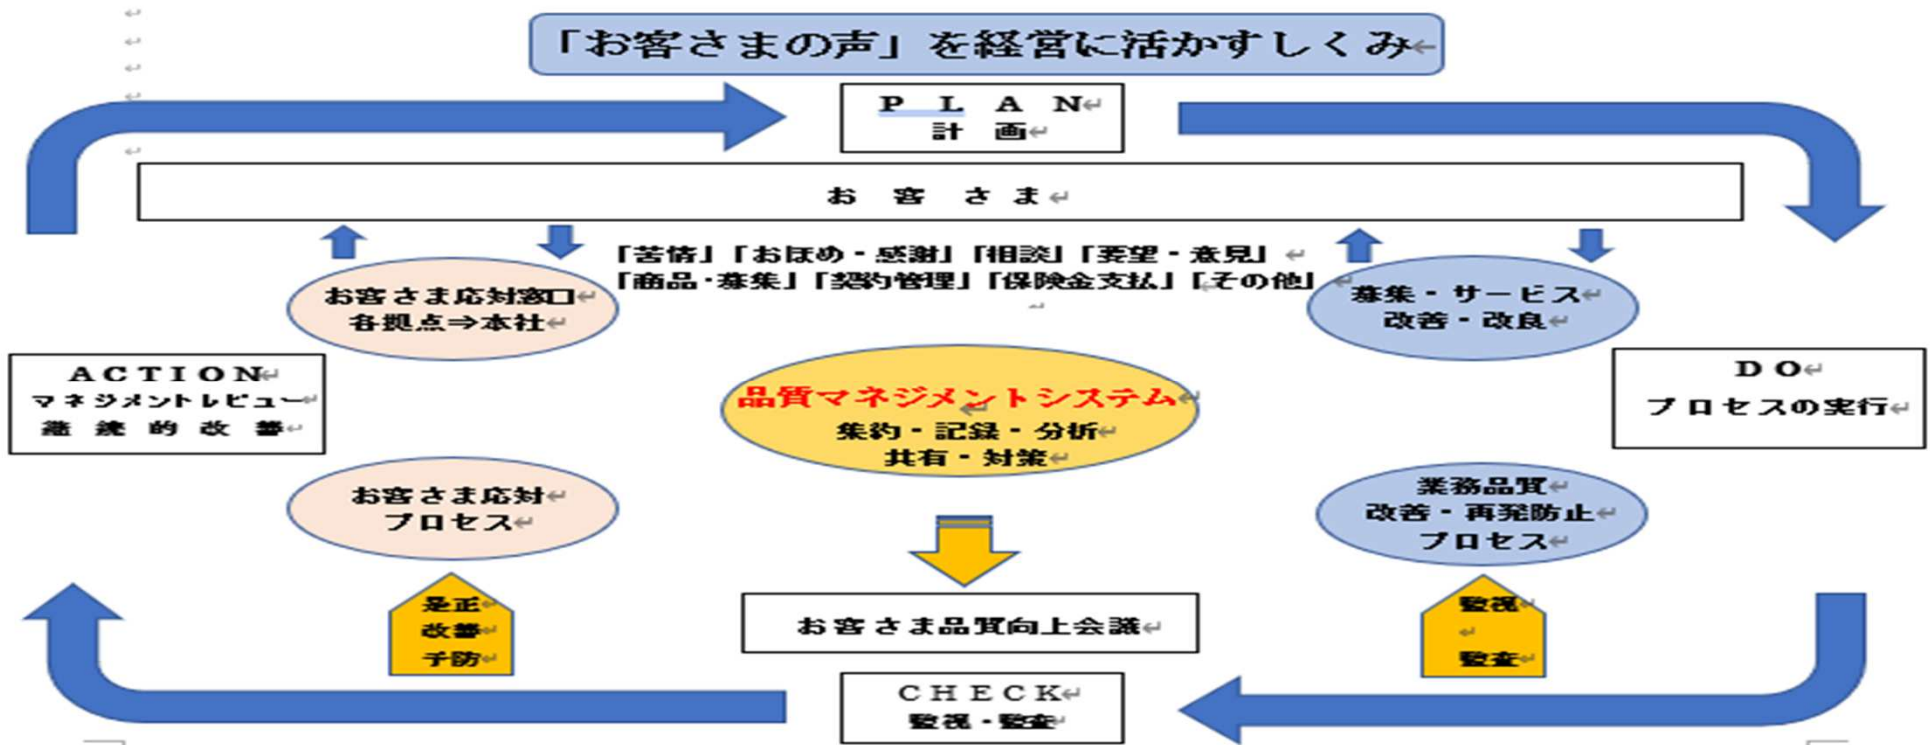 「お客さまの声」を経営に活かすしくみ
ＰＬＡＮ
計　画
お　客　さ　ま
「苦情」「おほめ・感謝」「相談」「要望・意見」
「商品・募集」「契約管理」「保険金支払」「その他」
お客さま応対窓口
各拠点⇒本社
募集・サービス
改善・改良
ＡＣＴＩＯＮ
マネジメントレビュー
継続的改善
品質マネジメントシステム
集約・記録・分析
共有・対策
ＤＯ
プロセスの実行
お客さま応対
プロセス
業務品質
改善・再発防止
プロセス
是正
改善
予防
お客さま品質向上会議
監視
監査
ＣＨＥＣＫ
監視・監査